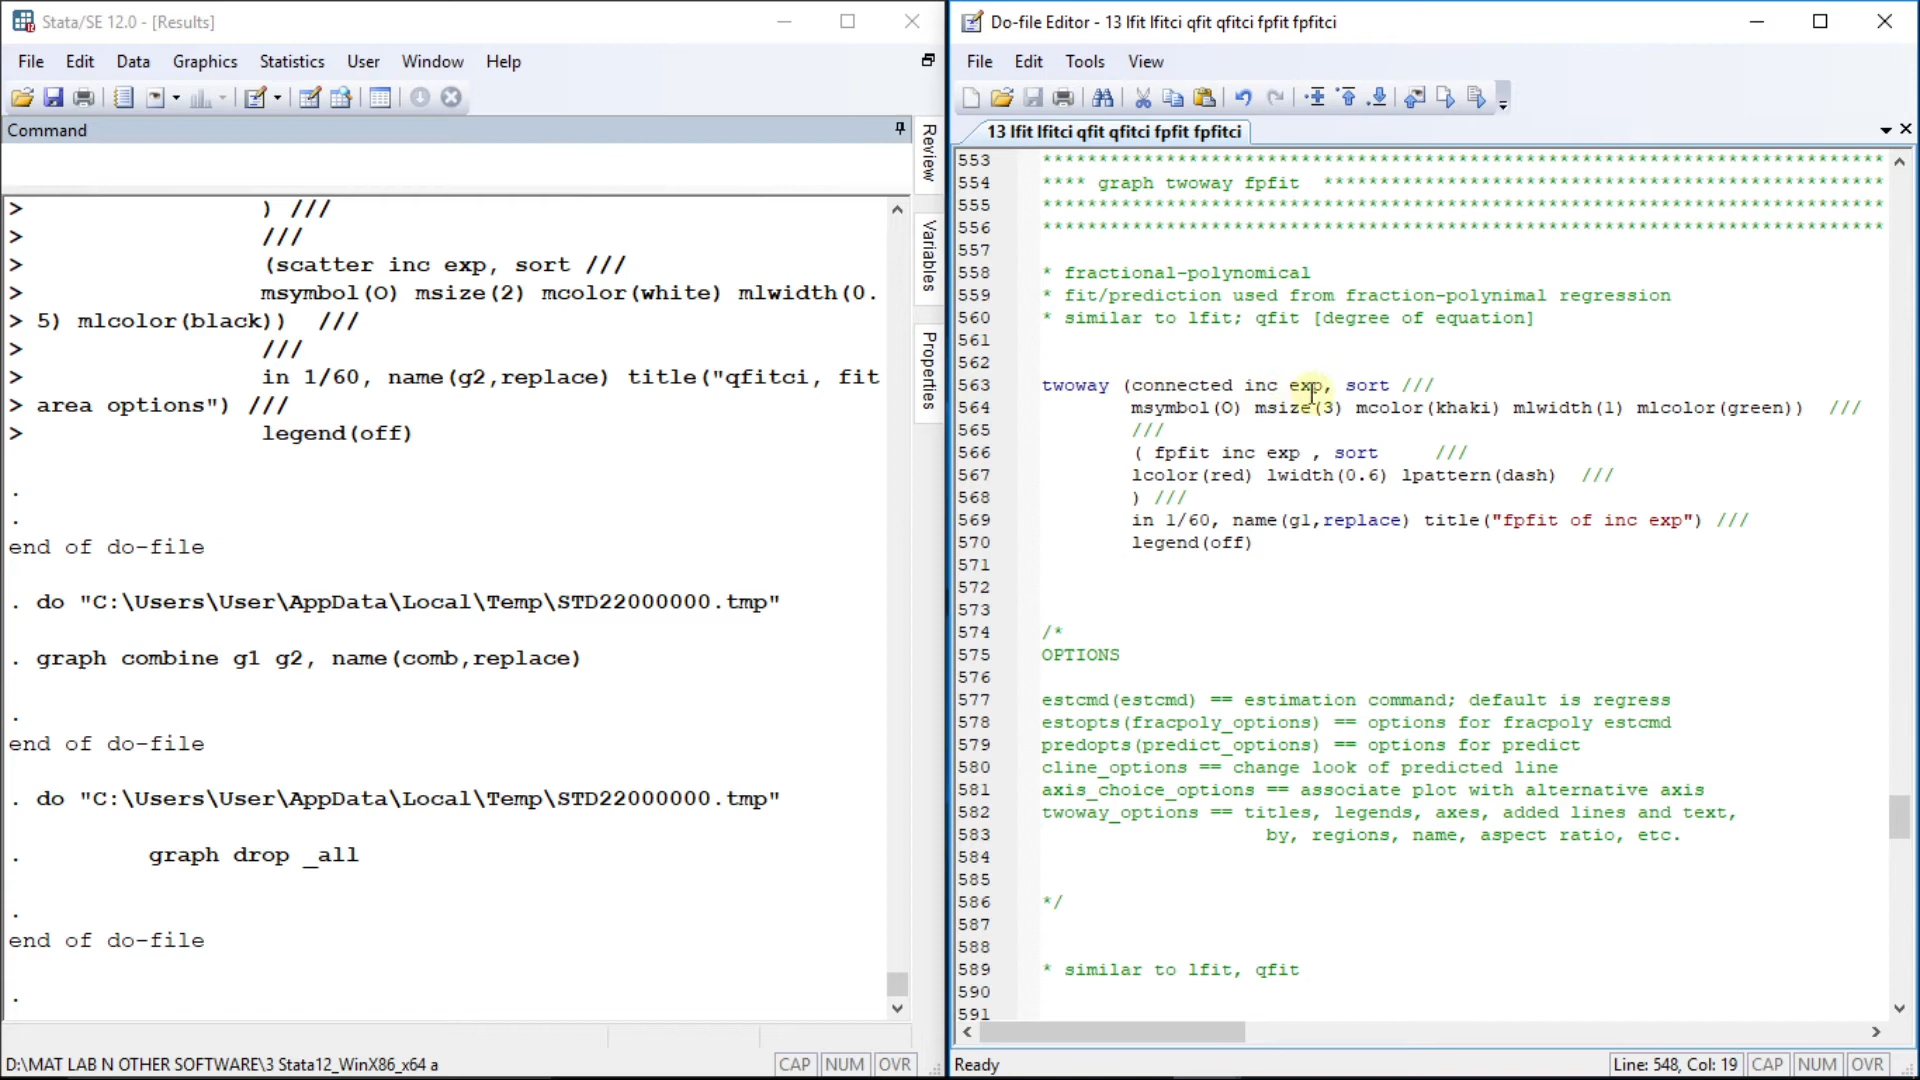 Stata/SE 12.0 - [Results]
File Edit Data Graphics Statistics User Window Help
Command
> ) ///
> ///
> (scatter inc exp, sort ///
> msymbol(O) msize(2) mcolor(white) mlwidth(0.
> 5) mlcolor(black)) ///
> ///
> in 1/60, name(g2,replace) title("qfitci, fit
> area options") ///
> legend(off)
.
.
end of do-file
. do "C:\Users\User\AppData\Local\Temp\STD22000000.tmp"
. graph combine g1 g2, name(comb,replace)
.
end of do-file
. do "C:\Users\User\AppData\Local\Temp\STD22000000.tmp"
. graph drop _all
.
end of do-file
.
Review
Variables
Properties
D:\MAT LAB N OTHER SOFTWARE\3 Stata12_WinX86_x64 a
CAP NUM OVR
Do-file Editor - 13 lfit lfitci qfit qfitci fpfit fpfitci
File Edit Tools View
13 lfit lfitci qfit qfitci fpfit fpfitci
553 ***************************************************************************
554 **** graph twoway fpfit **************************************************
555 ***************************************************************************
556 ***************************************************************************
557
558 * fractional-polynomical
559 * fit/prediction used from fraction-polynimal regression
560 * similar to lfit; qfit [degree of equation]
561
562
563 twoway (connected inc exp, sort ///
564 msymbol(O) msize(3) mcolor(khaki) mlwidth(1) mlcolor(green)) ///
565 ///
566 ( fpfit inc exp , sort ///
567 lcolor(red) lwidth(0.6) lpattern(dash) ///
568 ) ///
569 in 1/60, name(g1,replace) title("fpfit of inc exp") ///
570 legend(off)
571
572
573
574 /*
575 OPTIONS
576
577 estcmd(estcmd) == estimation command; default is regress
578 estopts(fracpoly_options) == options for fracpoly estcmd
579 predopts(predict_options) == options for predict
580 cline_options == change look of predicted line
581 axis_choice_options == associate plot with alternative axis
582 twoway_options == titles, legends, axes, added lines and text,
583 by, regions, name, aspect ratio, etc.
584
585
586 */
587
588
589 * similar to lfit, qfit
590
591
Ready
Line: 548, Col: 19 CAP NUM OVR